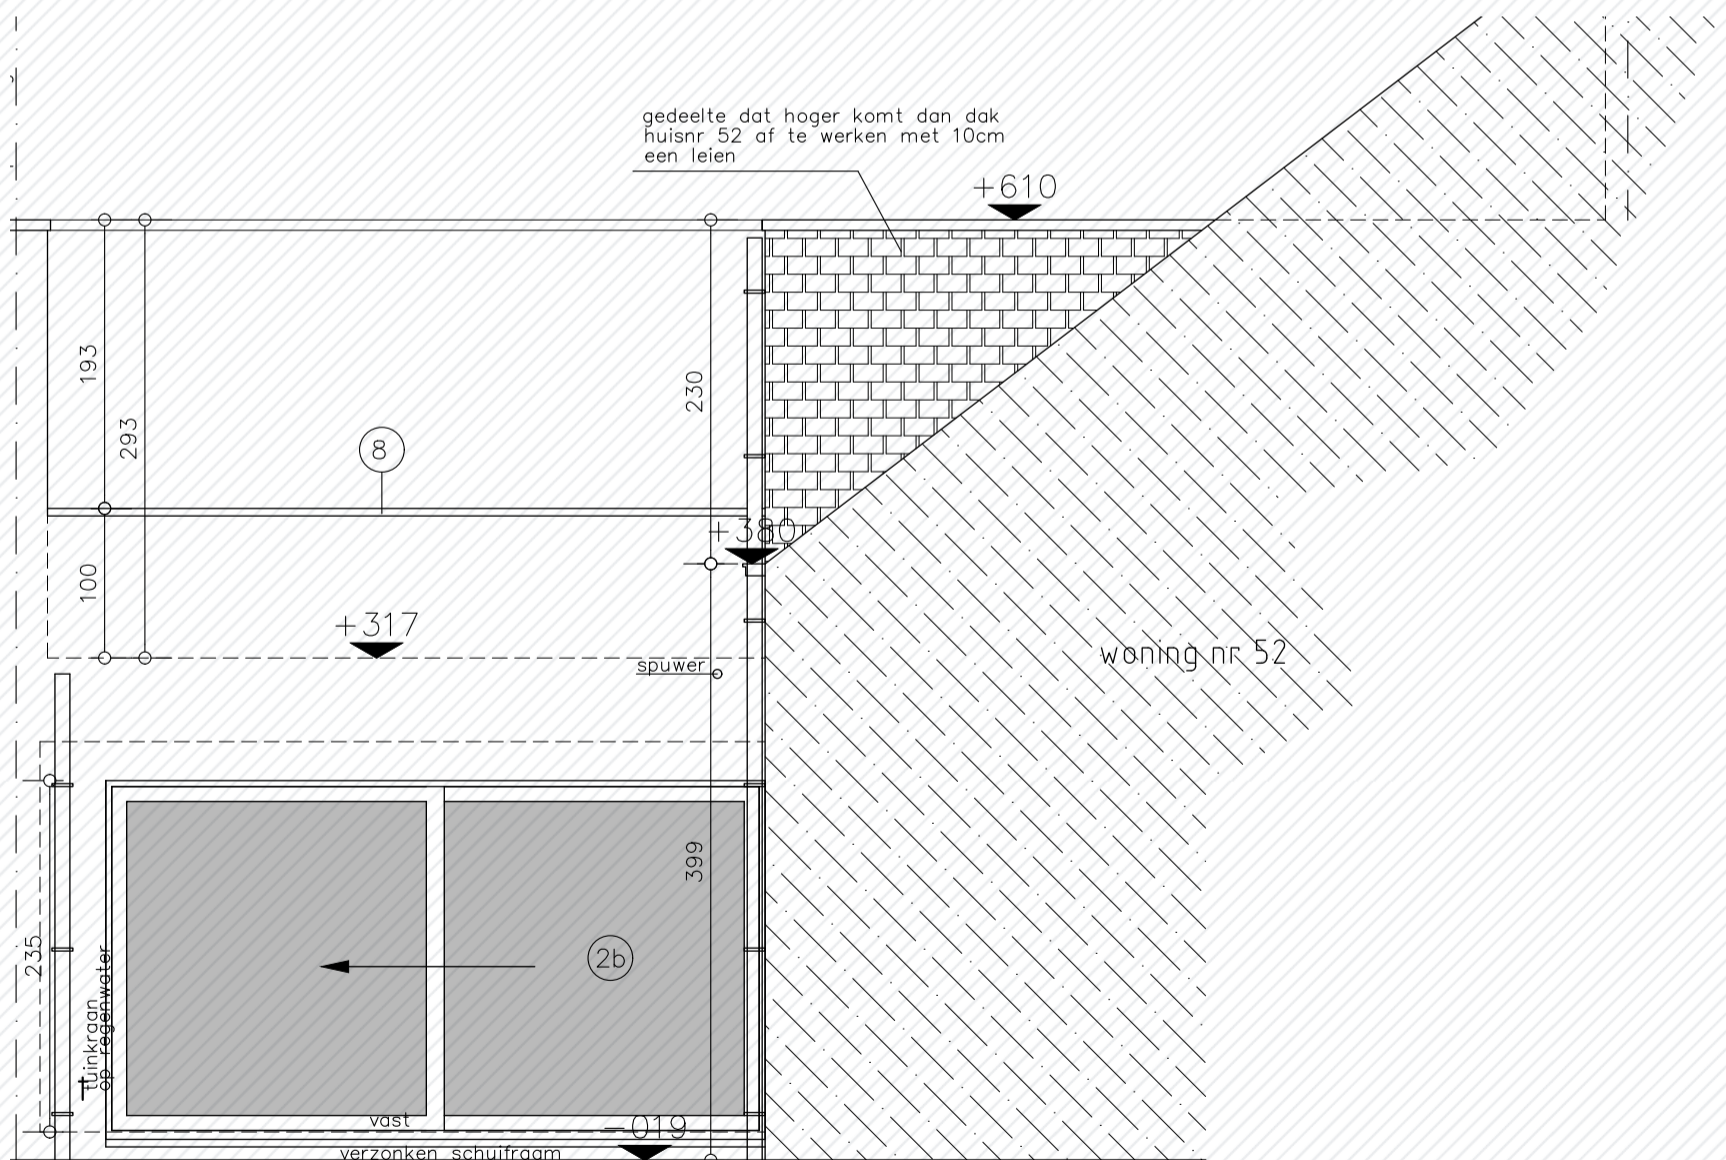 gedeelte dat hoger komt dan dak
huisnr 52 af te werken met 10cm
een leien
+610
193
293
230
8
+380
100
+317
spuwer
woning nr 52
399
235
2b
tuinkraan
op regenwater
vast
-019
verzonken schuifraam